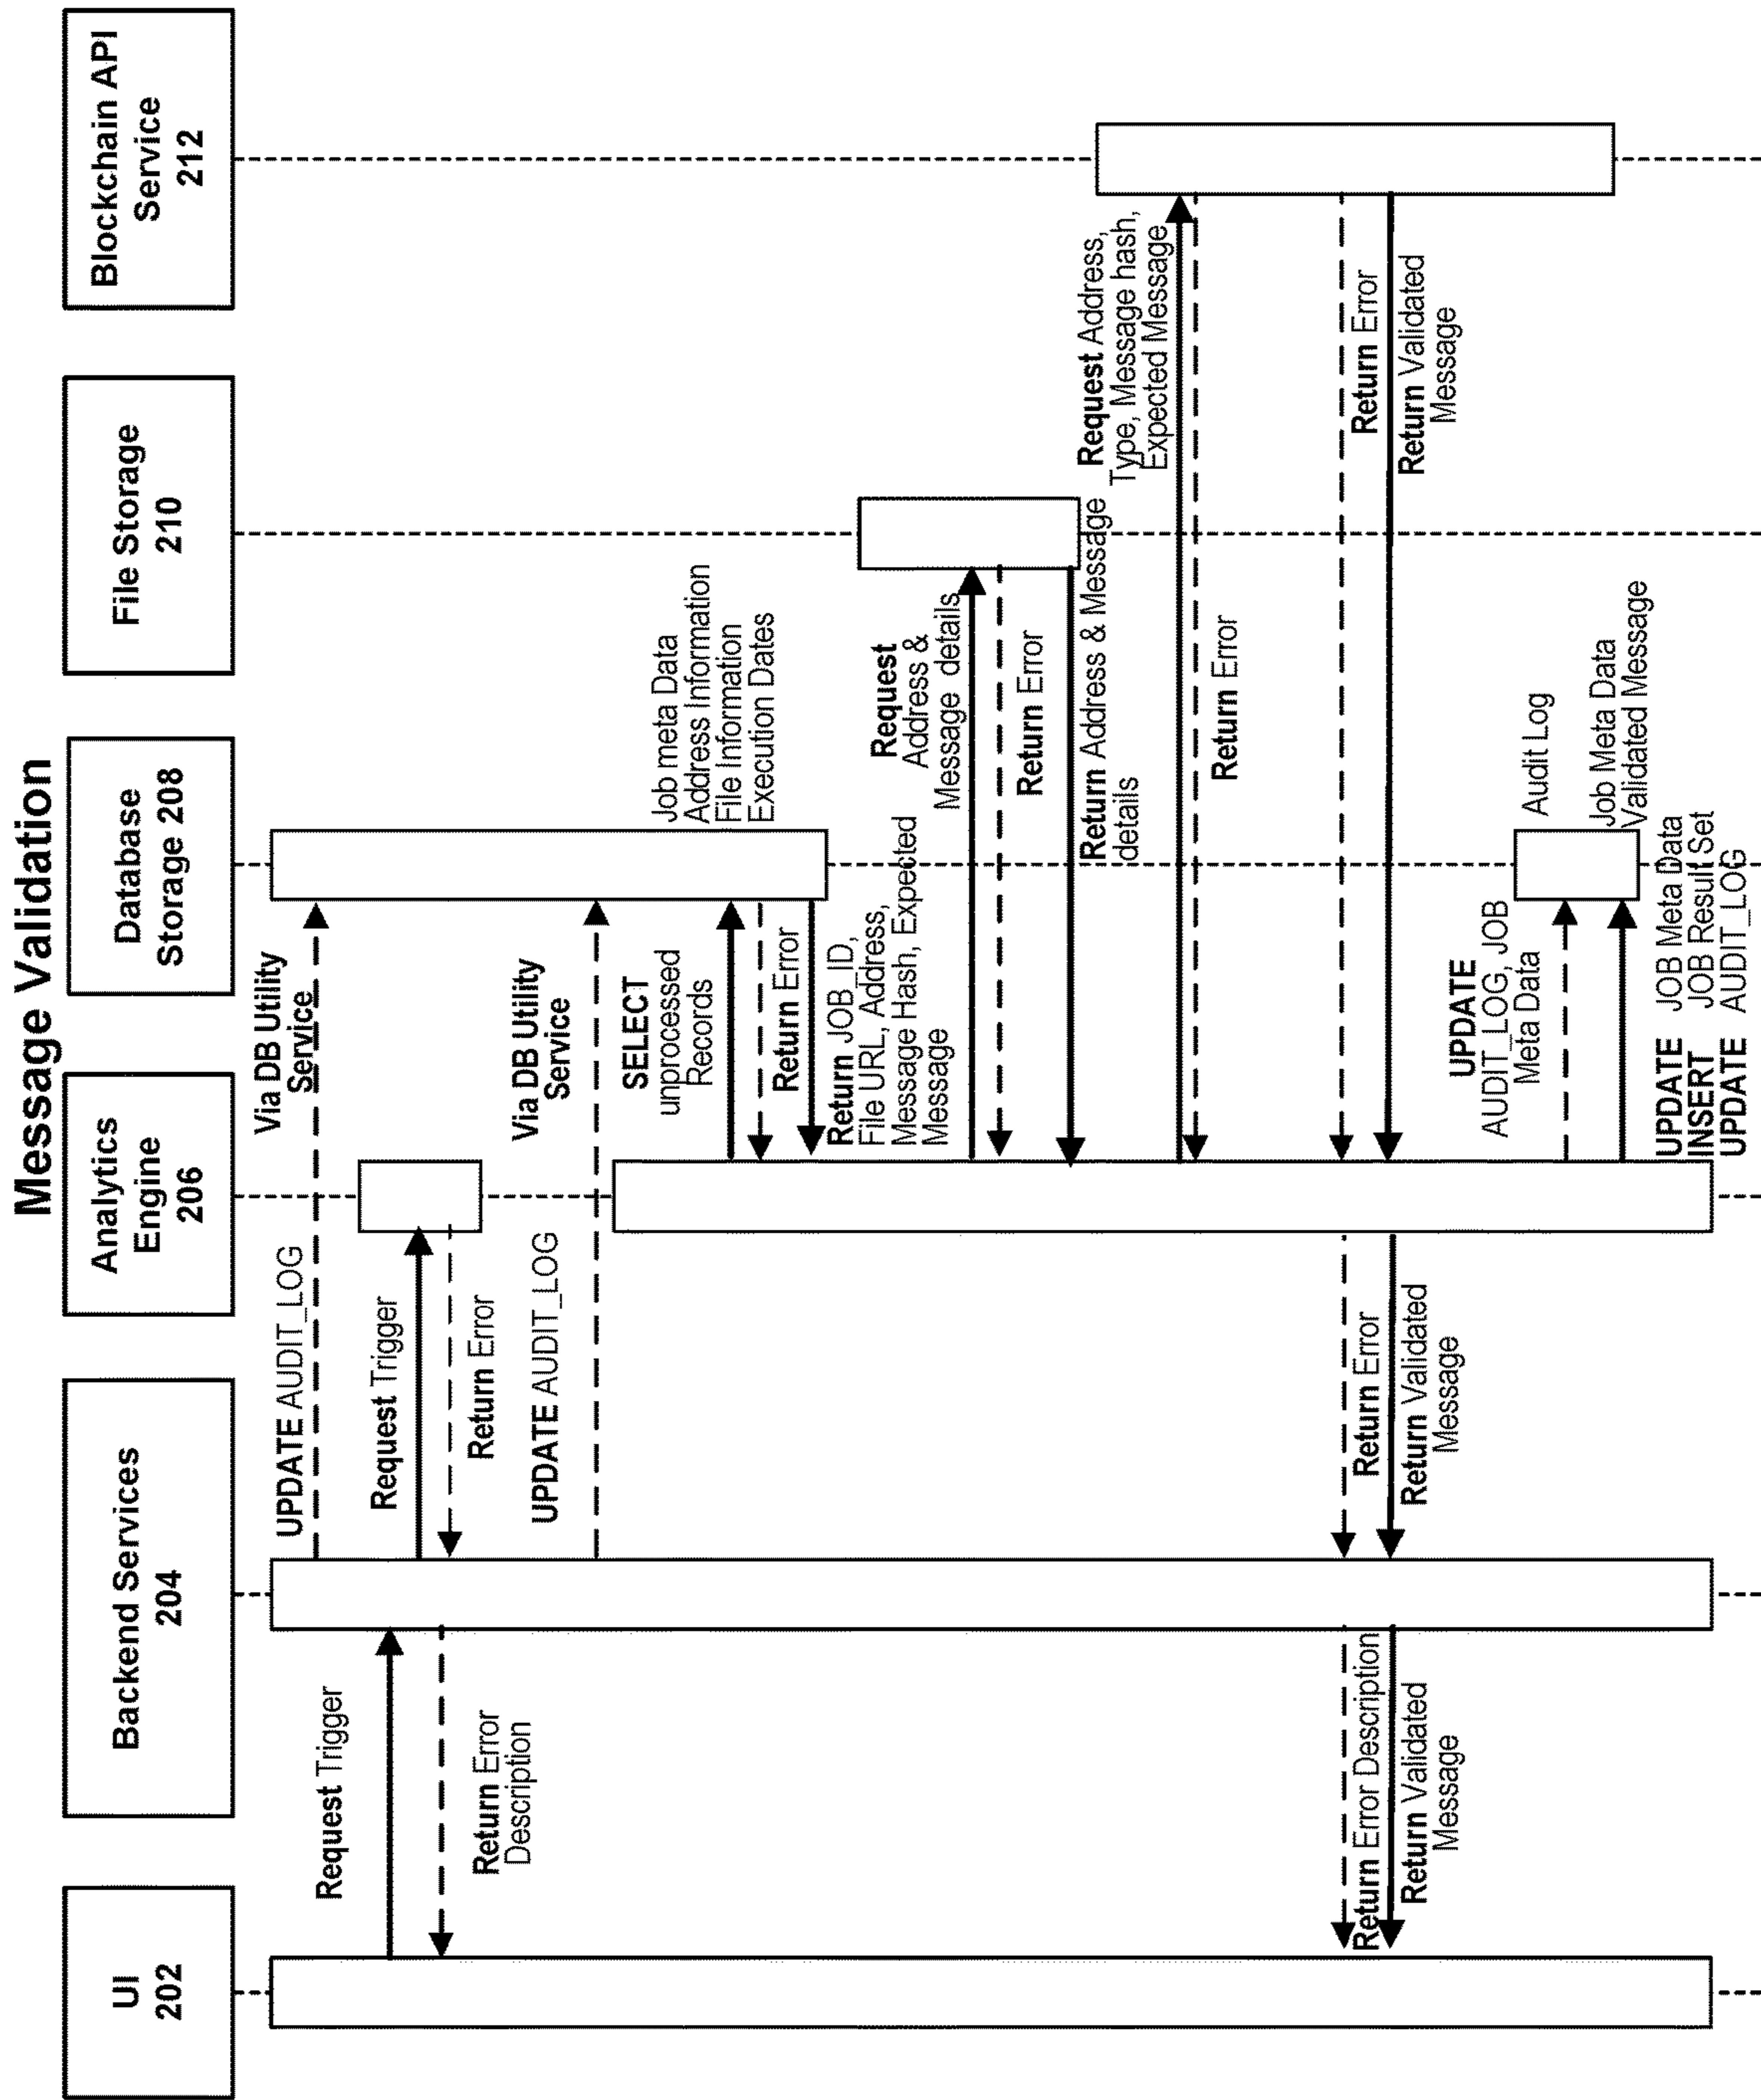 Message Validation
UI
202
Backend Services
204
Analytics
Engine
206
Database
Storage 208
File Storage
210
Blockchain API
Service
212
UPDATE AUDIT_LOG
Via DB Utility
Service
Request Trigger
Request Trigger
Return Error
Description
Return Error
UPDATE AUDIT_LOG
Via DB Utility
Service
SELECT
unprocessed
Records
Job meta Data
Address Information
File Information
Execution Dates
Return Error
Return JOB_ID,
File URL, Address,
Message Hash, Expected
Message
Request
Address &
Message details
Return Error
Return Address & Message
details
Request Address,
Type, Message hash,
Expected Message
Return Error
Return Error
Return Validated
Message
Return Error
Return Validated
Message
Return Error Description
Return Validated
Message
UPDATE
AUDIT_LOG, JOB
Meta Data
Audit Log
Job Meta Data
Validated Message
UPDATE JOB Meta Data
INSERT JOB Result Set
UPDATE AUDIT_LOG